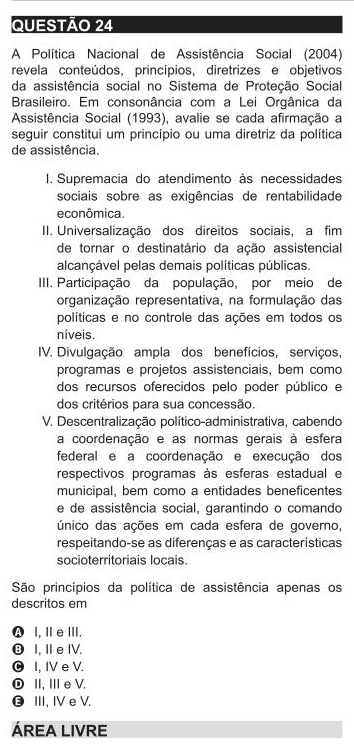 QUESTÃO 24
A Política Nacional de Assistência Social (2004)
revela conteúdos, princípios, diretrizes e objetivos
da assistência social no Sistema de Proteção Social
Brasileiro. Em consonância com a Lei Orgânica da
Assistência Social (1993), avalie se cada afirmação a
seguir constitui um princípio ou uma diretriz da política
de assistência.
I. Supremacia do atendimento às necessidades
sociais sobre as exigências de rentabilidade
econômica.
II. Universalização dos direitos sociais, a fim
de tornar o destinatário da ação assistencial
alcançável pelas demais políticas públicas.
III. Participação da população, por meio de
organização representativa, na formulação das
políticas e no controle das ações em todos os
níveis.
IV. Divulgação ampla dos benefícios, serviços,
programas e projetos assistenciais, bem como
dos recursos oferecidos pelo poder público e
dos critérios para sua concessão.
V. Descentralização político-administrativa, cabendo
a coordenação e as normas gerais à esfera
federal e a coordenação e execução dos
respectivos programas às esferas estadual e
municipal, bem como a entidades beneficentes
e de assistência social, garantindo o comando
único das ações em cada esfera de governo,
respeitando-se as diferenças e as características
socioterritoriais locais.
São princípios da política de assistência apenas os
descritos em
A I, II e III.
B I, II e IV.
C I, IV e V.
D II, III e V.
E III, IV e V.
ÁREA LIVRE